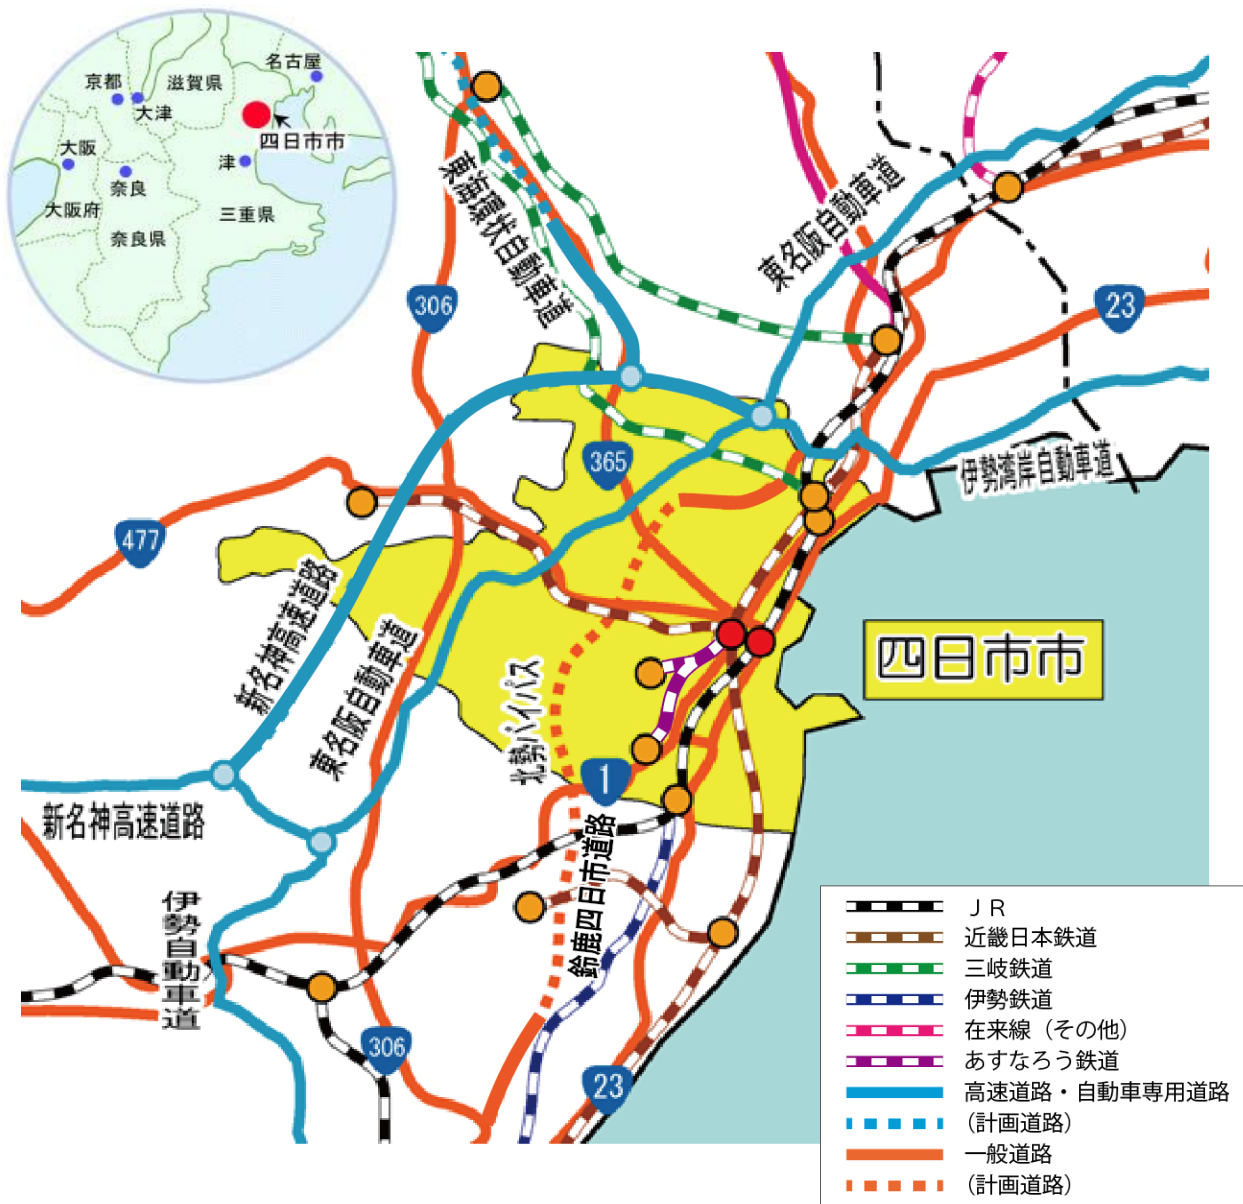 名古屋
京都
滋賀県
大津
四日市市
大阪
津
奈良
大阪府
三重県
奈良県
東海環状自動車道
東名阪自動車道
306
23
365
伊勢湾岸自動車道
477
新名神高速道路
東名阪自動車道
四日市市
北勢バイパス
1
新名神高速道路
鈴鹿四日市道路
伊勢自動車道
306
23
JR
近畿日本鉄道
三岐鉄道
伊勢鉄道
在来線（その他）
あすなろう鉄道
高速道路・自動車専用道路
（計画道路）
一般道路
（計画道路）